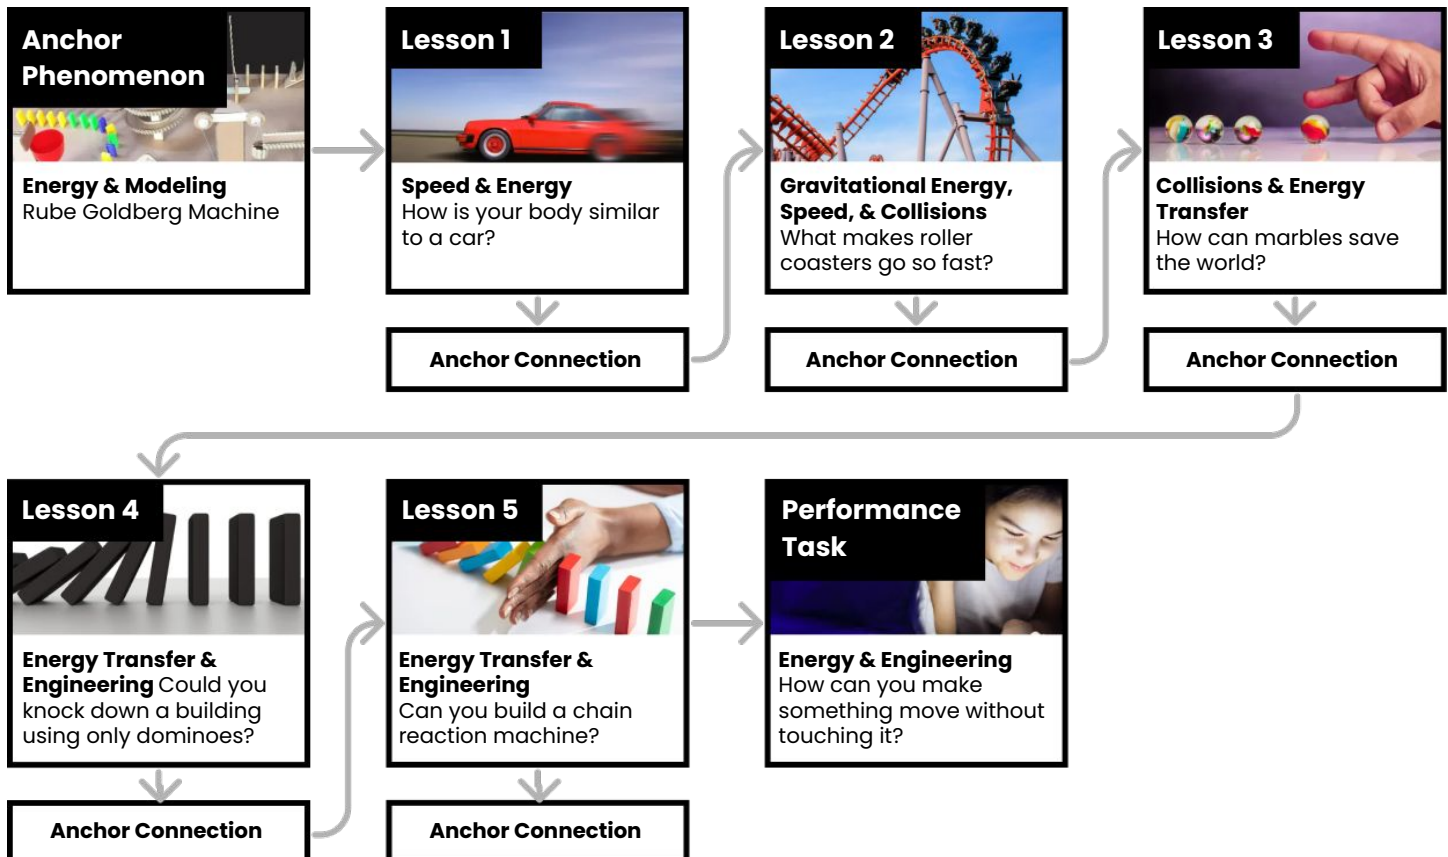 Anchor
Phenomenon
Energy & Modeling
Rube Goldberg Machine
Lesson 1
Speed & Energy
How is your body similar
to a car?
Anchor Connection
Lesson 2
Gravitational Energy,
Speed, & Collisions
What makes roller
coasters go so fast?
Anchor Connection
Lesson 3
Collisions & Energy
Transfer
How can marbles save
the world?
Anchor Connection
Lesson 4
Energy Transfer &
Engineering Could you
knock down a building
using only dominoes?
Anchor Connection
Lesson 5
Energy Transfer &
Engineering
Can you build a chain
reaction machine?
Anchor Connection
Performance
Task
Energy & Engineering
How can you make
something move without
touching it?